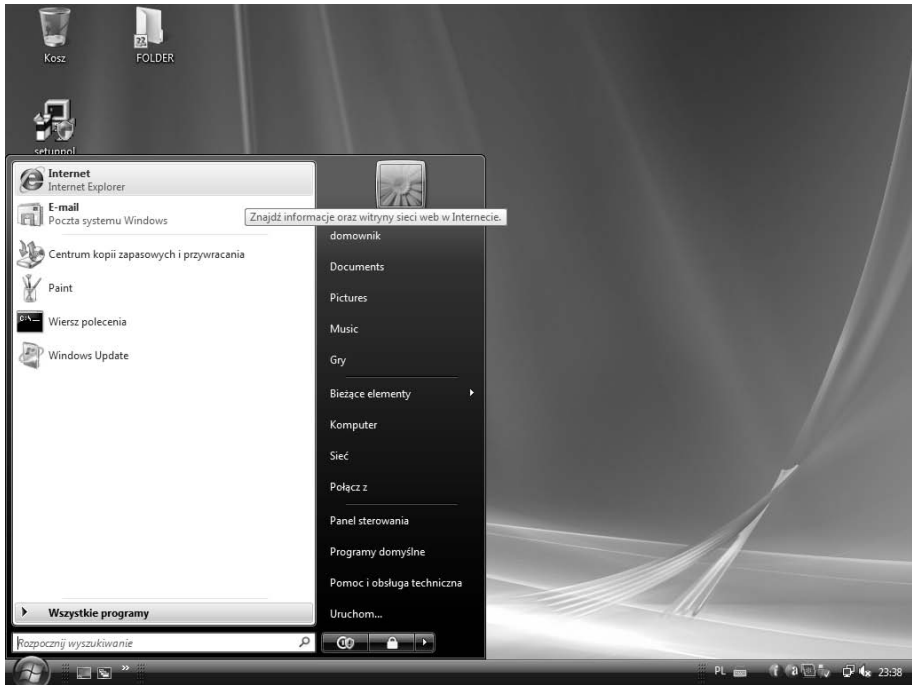 Kosz
FOLDER
setuppol
Internet
Internet Explorer
E-mail
Poczta systemu Windows
Znajdź informacje oraz witryny sieci web w Internecie.
Centrum kopii zapasowych i przywracania
Paint
Wiersz polecenia
Windows Update
domownik
Documents
Pictures
Music
Gry
Bieżące elementy
Komputer
Sieć
Połącz z
Panel sterowania
Programy domyślne
Pomoc i obsługa techniczna
Uruchom...
Wszystkie programy
Rozpocznij wyszukiwanie
PL
23:38